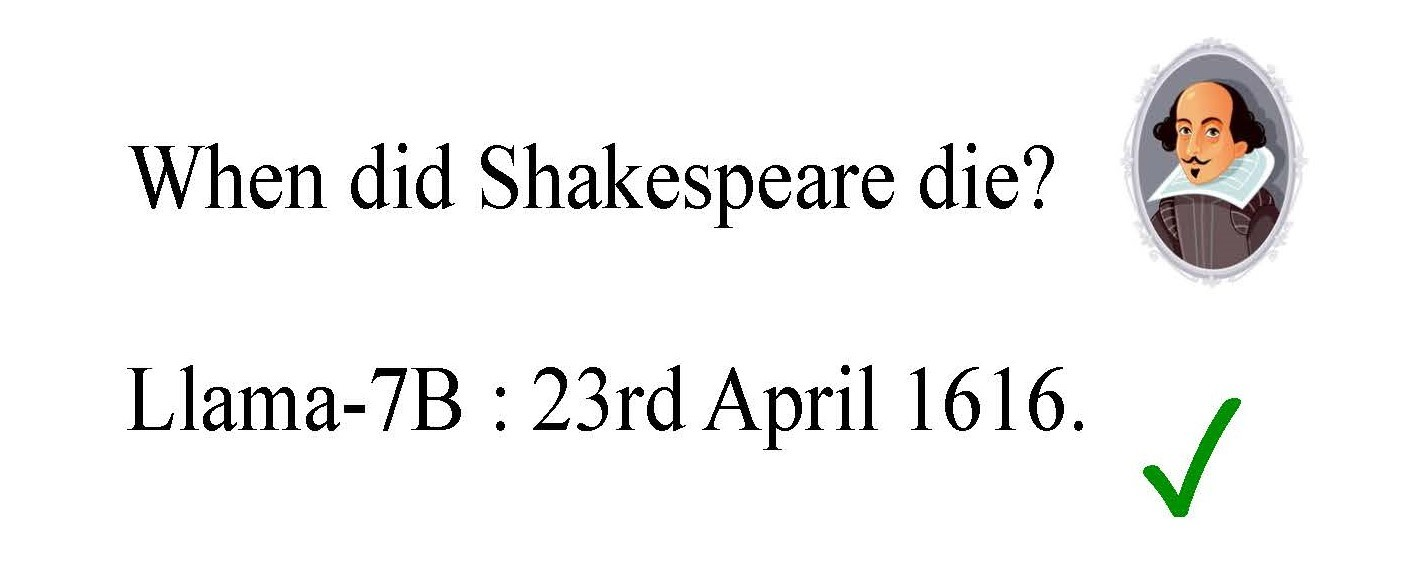 When did Shakespeare die?
Llama-7B : 23rd April 1616.